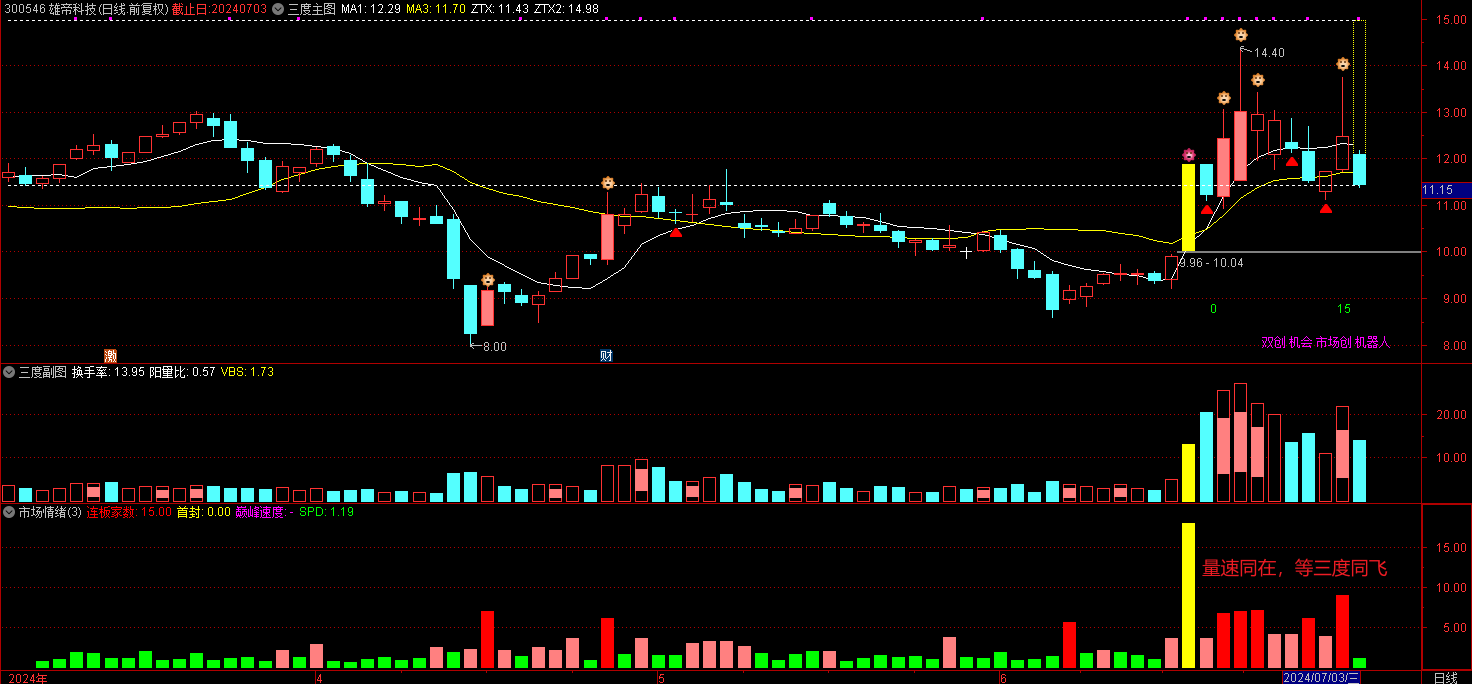 300546 雄帝科技(日线.前复权) 截止日:20240703 三度主图 MA1: 12.29 MA3: 11.70 ZTX: 11.43 ZTX2: 14.98
15.00
14.40
14.00
13.00
12.00
11.15
11.00
10.00
9.96 - 10.04
9.00
0
15
8.00
8.00
双创 机会 市场创 机器人
激
财
三度副图 换手率: 13.95 阳量比: 0.57 VBS: 1.73
20.00
10.00
市场情绪(3) 连板家数: 15.00 首封: 0.00 巅峰速度: - SPD: 1.19
15.00
量速同在，等三度同飞
10.00
5.00
2024年
4
5
6
2024/07/03/三
日线